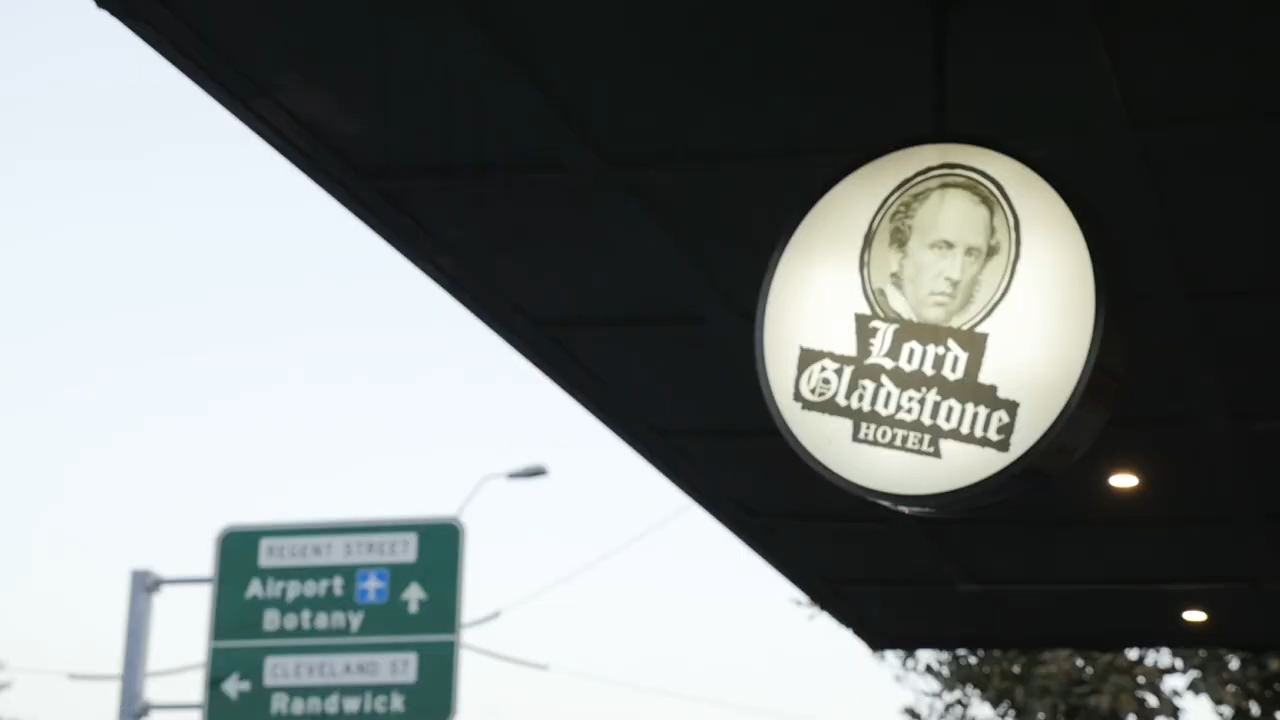 Lord
Gladstone
HOTEL
REGENT STREET
Airport
Botany
CLEVELAND ST
Randwick